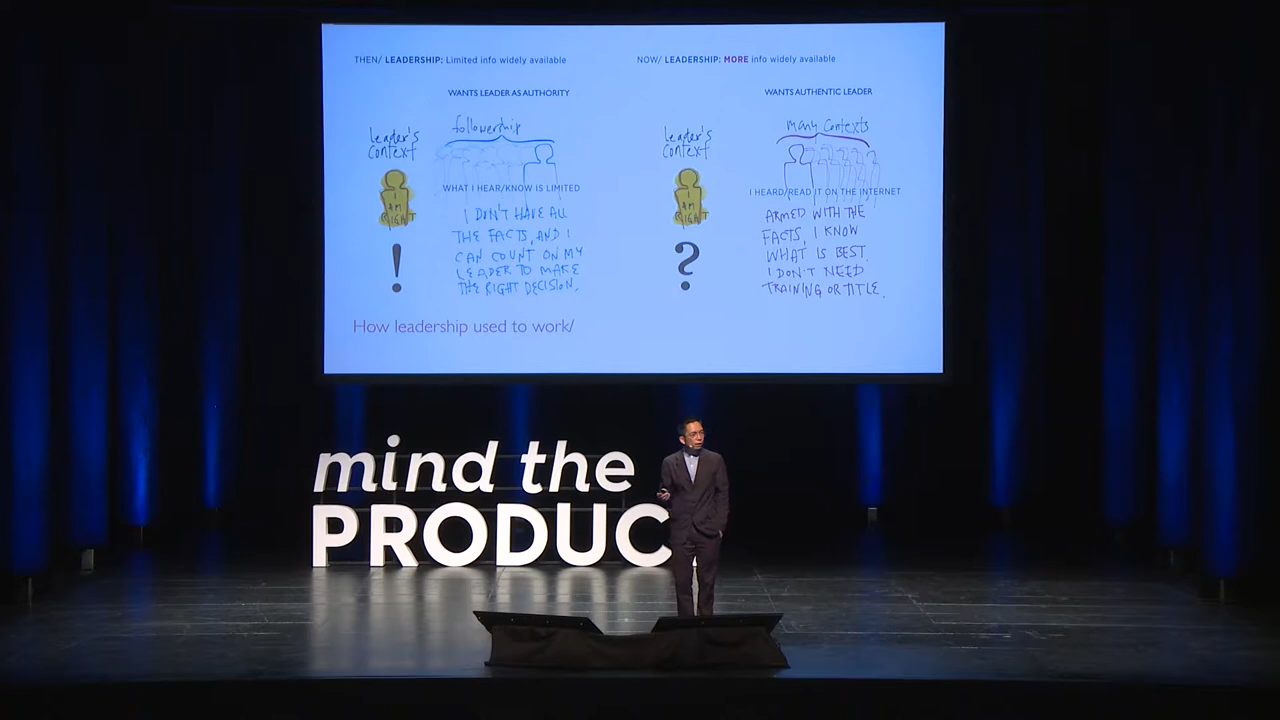 THEN/ LEADERSHIP: Limited info widely available
WANTS LEADER AS AUTHORITY
followership
leader's
context
I
AM
RIGHT
WHAT I HEAR/KNOW IS LIMITED
I DON'T HAVE ALL
THE FACTS, AND I
CAN COUNT ON MY
LEADER TO MAKE
THE RIGHT DECISION.
!
NOW/ LEADERSHIP: MORE info widely available
WANTS AUTHENTIC LEADER
many contexts
leader's
context
I
AM
RIGHT
I HEARD/READ IT ON THE INTERNET
ARMED WITH THE
FACTS, I KNOW
WHAT IS BEST.
I DON'T NEED
TRAINING OR TITLE.
?
How leadership used to work/
mind the
PRODUC